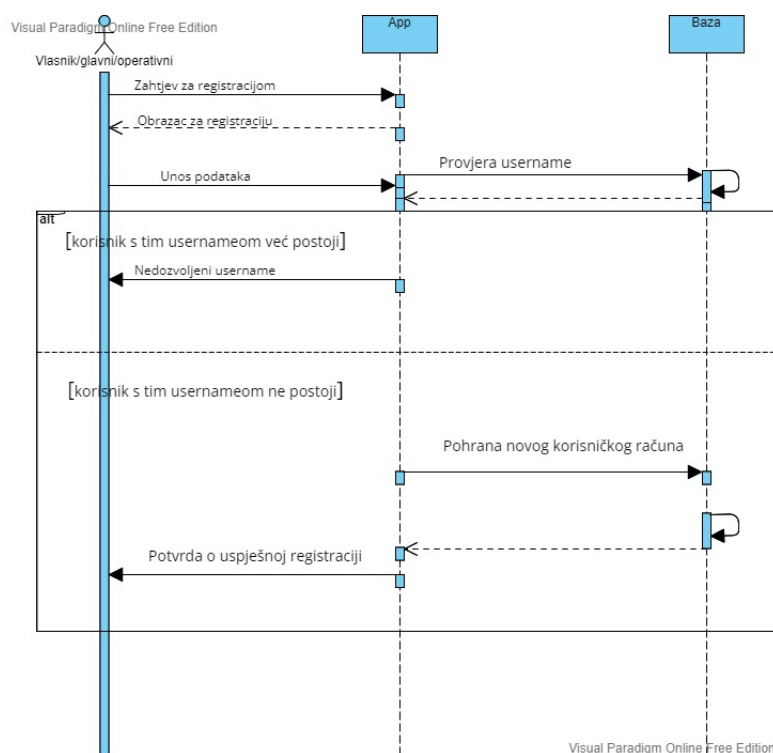 Visual Paradigm Online Free Edition
App
Baza
Vlasnik/glavni/operativni
Zahtjev za registracijom
Obrazac za registraciju
Provjera username
Unos podataka
alt
[korisnik s tim usernameom već postoji]
Nedozvoljeni username
[korisnik s tim usernameom ne postoji]
Pohrana novog korisničkog računa
Potvrda o uspješnoj registraciji
Visual Paradigm Online Free Edition